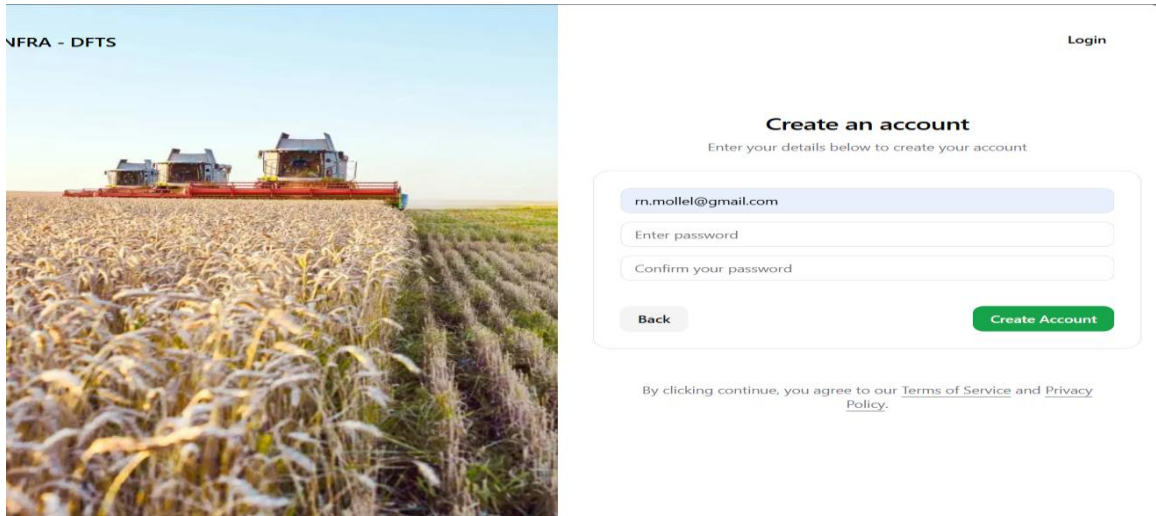 NFRA - DFTS
Login
Create an account
Enter your details below to create your account
rn.mollel@gmail.com
Enter password
Confirm your password
Back
Create Account
By clicking continue, you agree to our Terms of Service and Privacy
Policy.